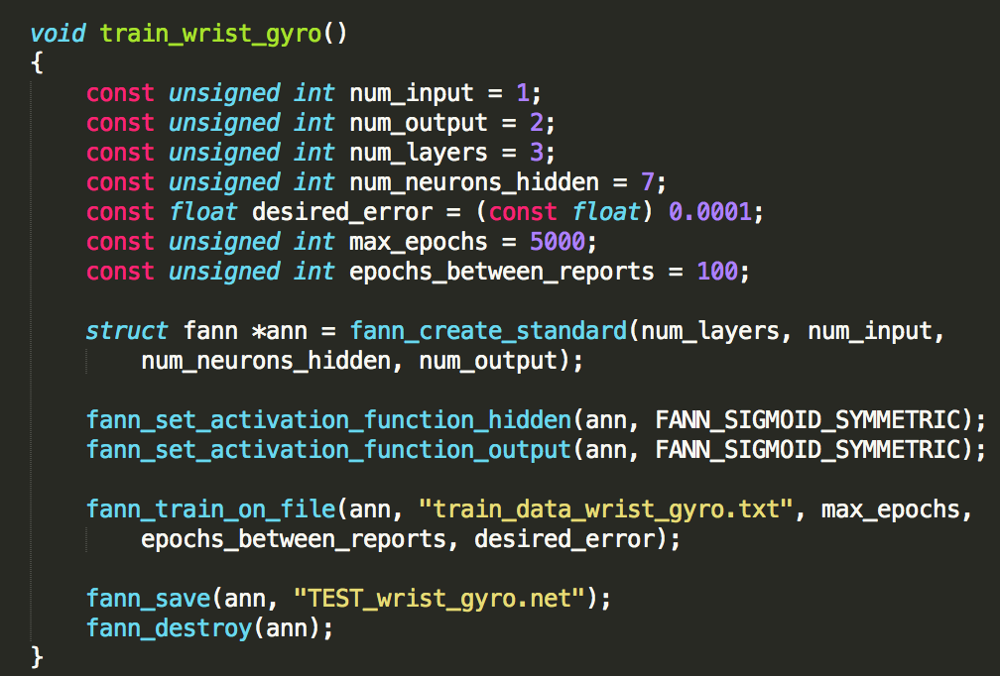 void train_wrist_gyro()
{
    const unsigned int num_input = 1;
    const unsigned int num_output = 2;
    const unsigned int num_layers = 3;
    const unsigned int num_neurons_hidden = 7;
    const float desired_error = (const float) 0.0001;
    const unsigned int max_epochs = 5000;
    const unsigned int epochs_between_reports = 100;

    struct fann *ann = fann_create_standard(num_layers, num_input,
        num_neurons_hidden, num_output);

    fann_set_activation_function_hidden(ann, FANN_SIGMOID_SYMMETRIC);
    fann_set_activation_function_output(ann, FANN_SIGMOID_SYMMETRIC);

    fann_train_on_file(ann, "train_data_wrist_gyro.txt", max_epochs,
        epochs_between_reports, desired_error);

    fann_save(ann, "TEST_wrist_gyro.net");
    fann_destroy(ann);
}